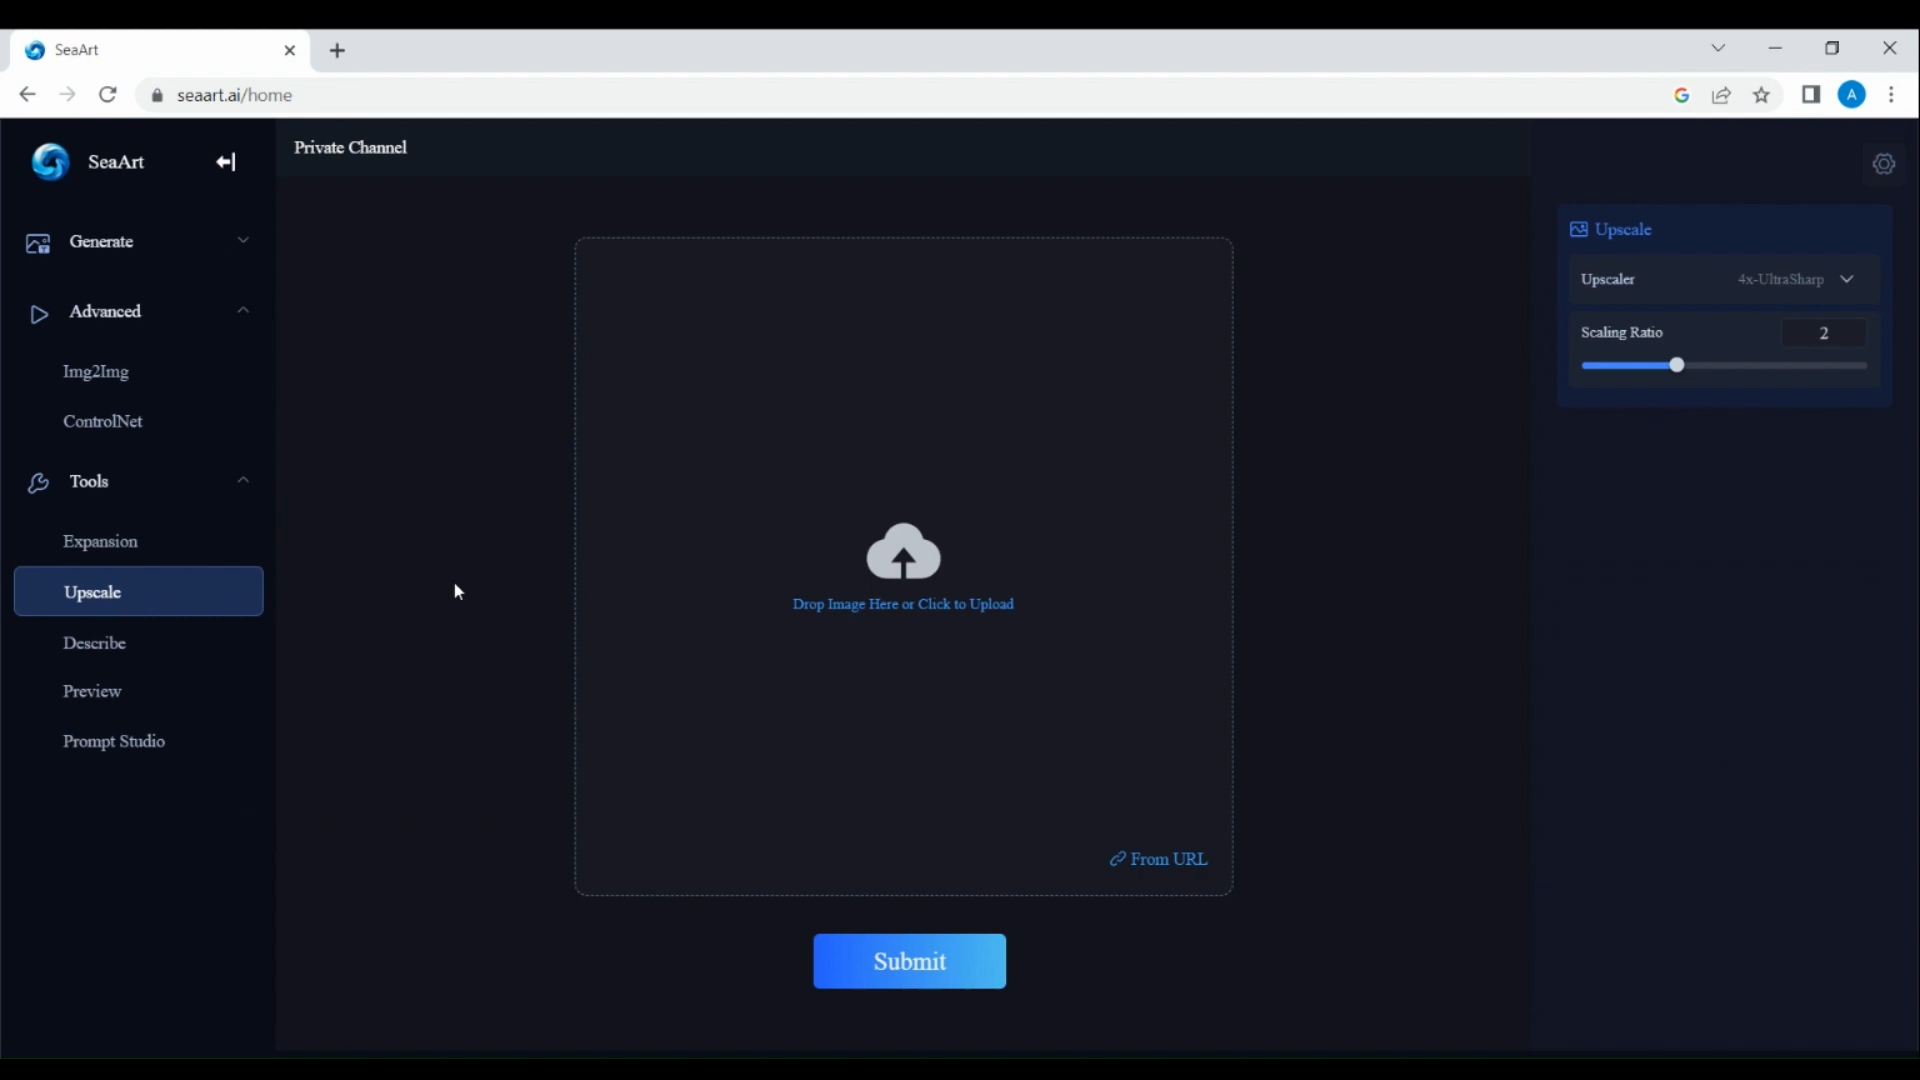 SeaArt
seaart.ai/home
A
SeaArt
Private Channel
Generate
Advanced
Img2Img
ControlNet
Tools
Expansion
Upscale
Describe
Preview
Prompt Studio
Drop Image Here or Click to Upload
From URL
Submit
Upscale
Upscaler 4x-UltraSharp
Scaling Ratio 2